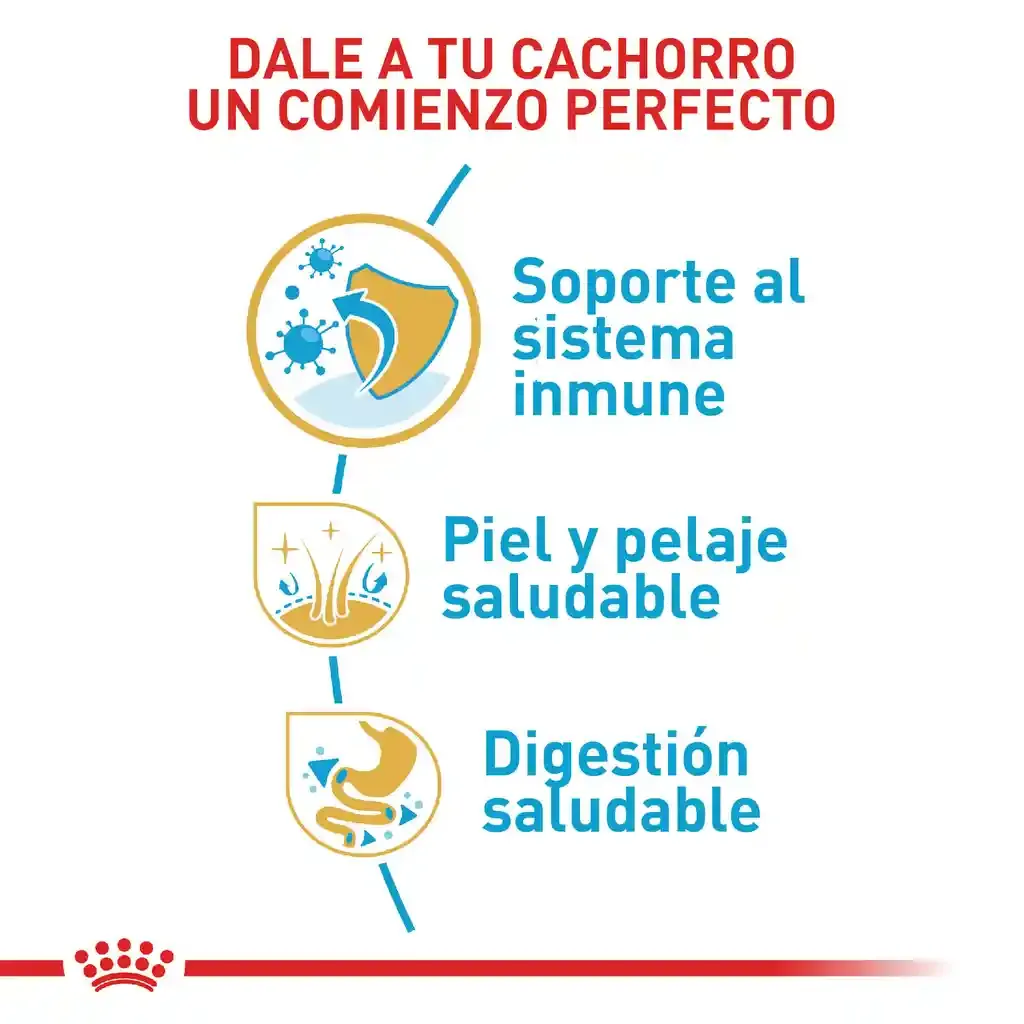 DALE A TU CACHORRO
UN COMIENZO PERFECTO
Soporte al
sistema
inmune
Piel y pelaje
saludable
Digestión
saludable